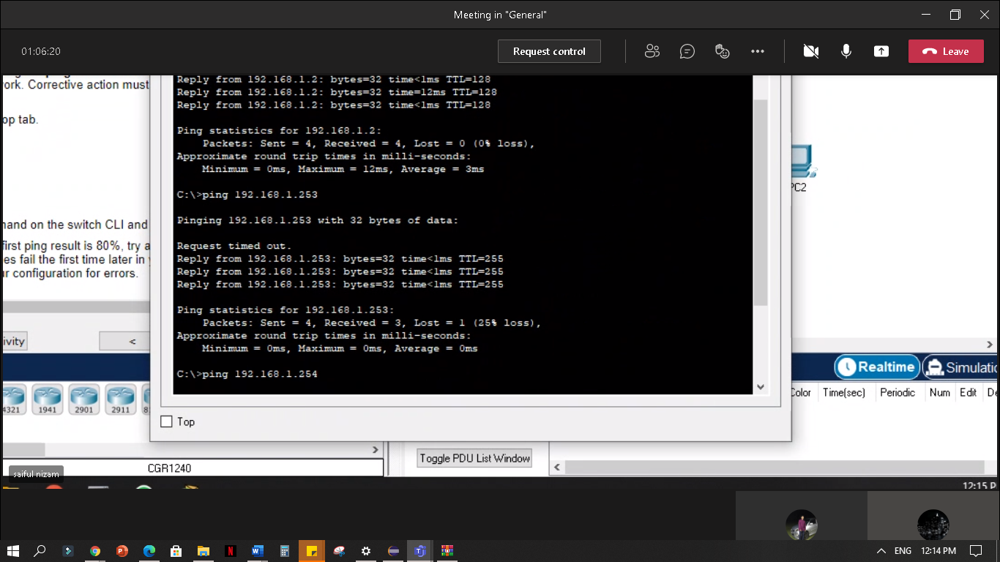 Meeting in "General"
01:06:20
Request control
Leave
ork. Corrective action must
op tab.
hand on the switch CLI and
first ping result is 80%, try a
es fail the first time later in y
ur configuration for errors.
Reply from 192.168.1.2: bytes=32 time<1ms TTL=128
Reply from 192.168.1.2: bytes=32 time=12ms TTL=128
Reply from 192.168.1.2: bytes=32 time<1ms TTL=128
Ping statistics for 192.168.1.2:
Packets: Sent = 4, Received = 4, Lost = 0 (0% loss),
Approximate round trip times in milli-seconds:
Minimum = 0ms, Maximum = 12ms, Average = 3ms
C:\>ping 192.168.1.253
Pinging 192.168.1.253 with 32 bytes of data:
Request timed out.
Reply from 192.168.1.253: bytes=32 time<1ms TTL=255
Reply from 192.168.1.253: bytes=32 time<1ms TTL=255
Reply from 192.168.1.253: bytes=32 time<1ms TTL=255
Ping statistics for 192.168.1.253:
Packets: Sent = 4, Received = 3, Lost = 1 (25% loss),
Approximate round trip times in milli-seconds:
Minimum = 0ms, Maximum = 0ms, Average = 0ms
C:\>ping 192.168.1.254
PC2
ivity
<
Realtime
Simulatio
4321 1941 2901 2911 8
Color Time(sec) Periodic Num Edit De
Top
Toggle PDU List Window
CGR1240
saiful nizam
12:15 P
ENG 12:14 PM